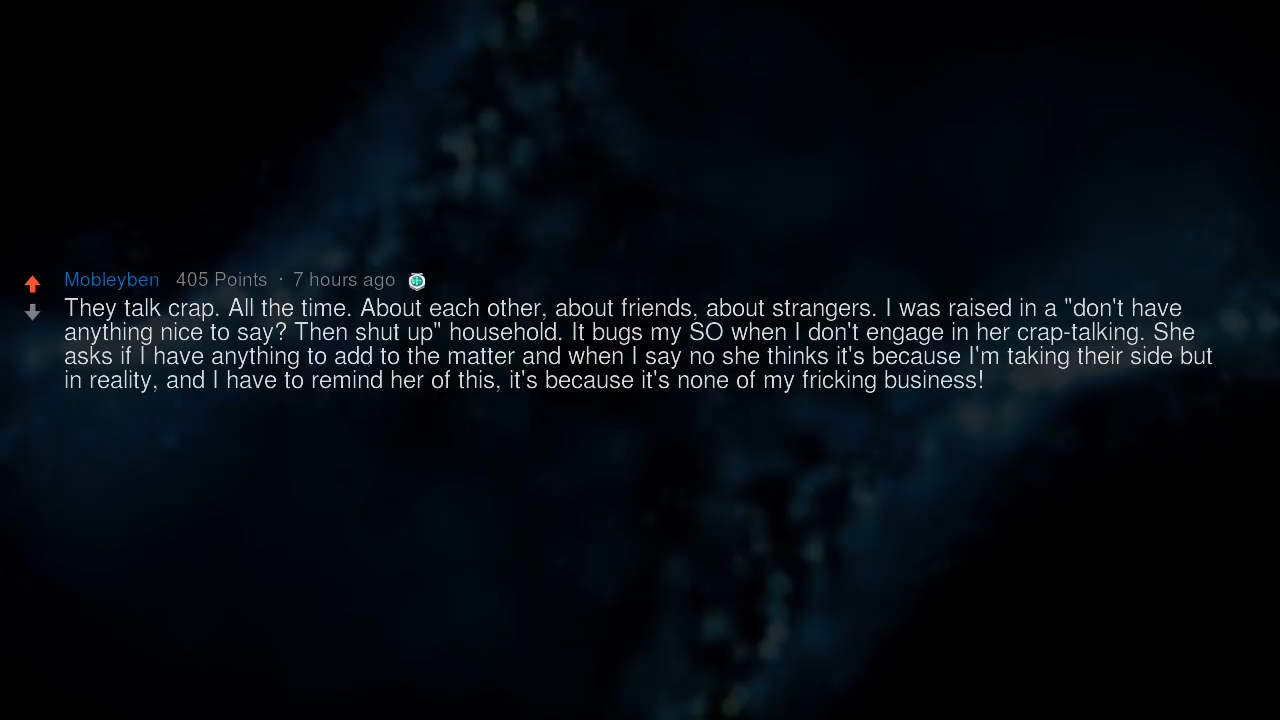 Mobleyben 405 Points · 7 hours ago
They talk crap. All the time. About each other, about friends, about strangers. I was raised in a "don't have
anything nice to say? Then shut up" household. It bugs my SO when I don't engage in her crap-talking. She
asks if I have anything to add to the matter and when I say no she thinks it's because I'm taking their side but
in reality, and I have to remind her of this, it's because it's none of my fricking business!